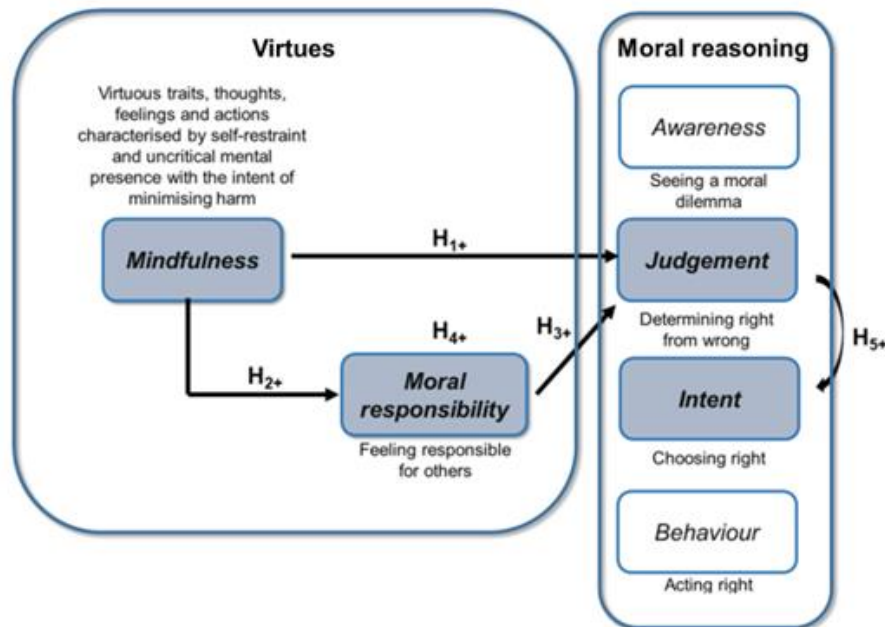 Virtues
Virtuous traits, thoughts,
feelings and actions
characterised by self-restraint
and uncritical mental
presence with the intent of
minimising harm
Mindfulness
H1+
H2+
H4+
Moral
responsibility
Feeling responsible
for others
H3+
Moral reasoning
Awareness
Seeing a moral
dilemma
Judgement
Determining right
from wrong
H5+
Intent
Choosing right
Behaviour
Acting right